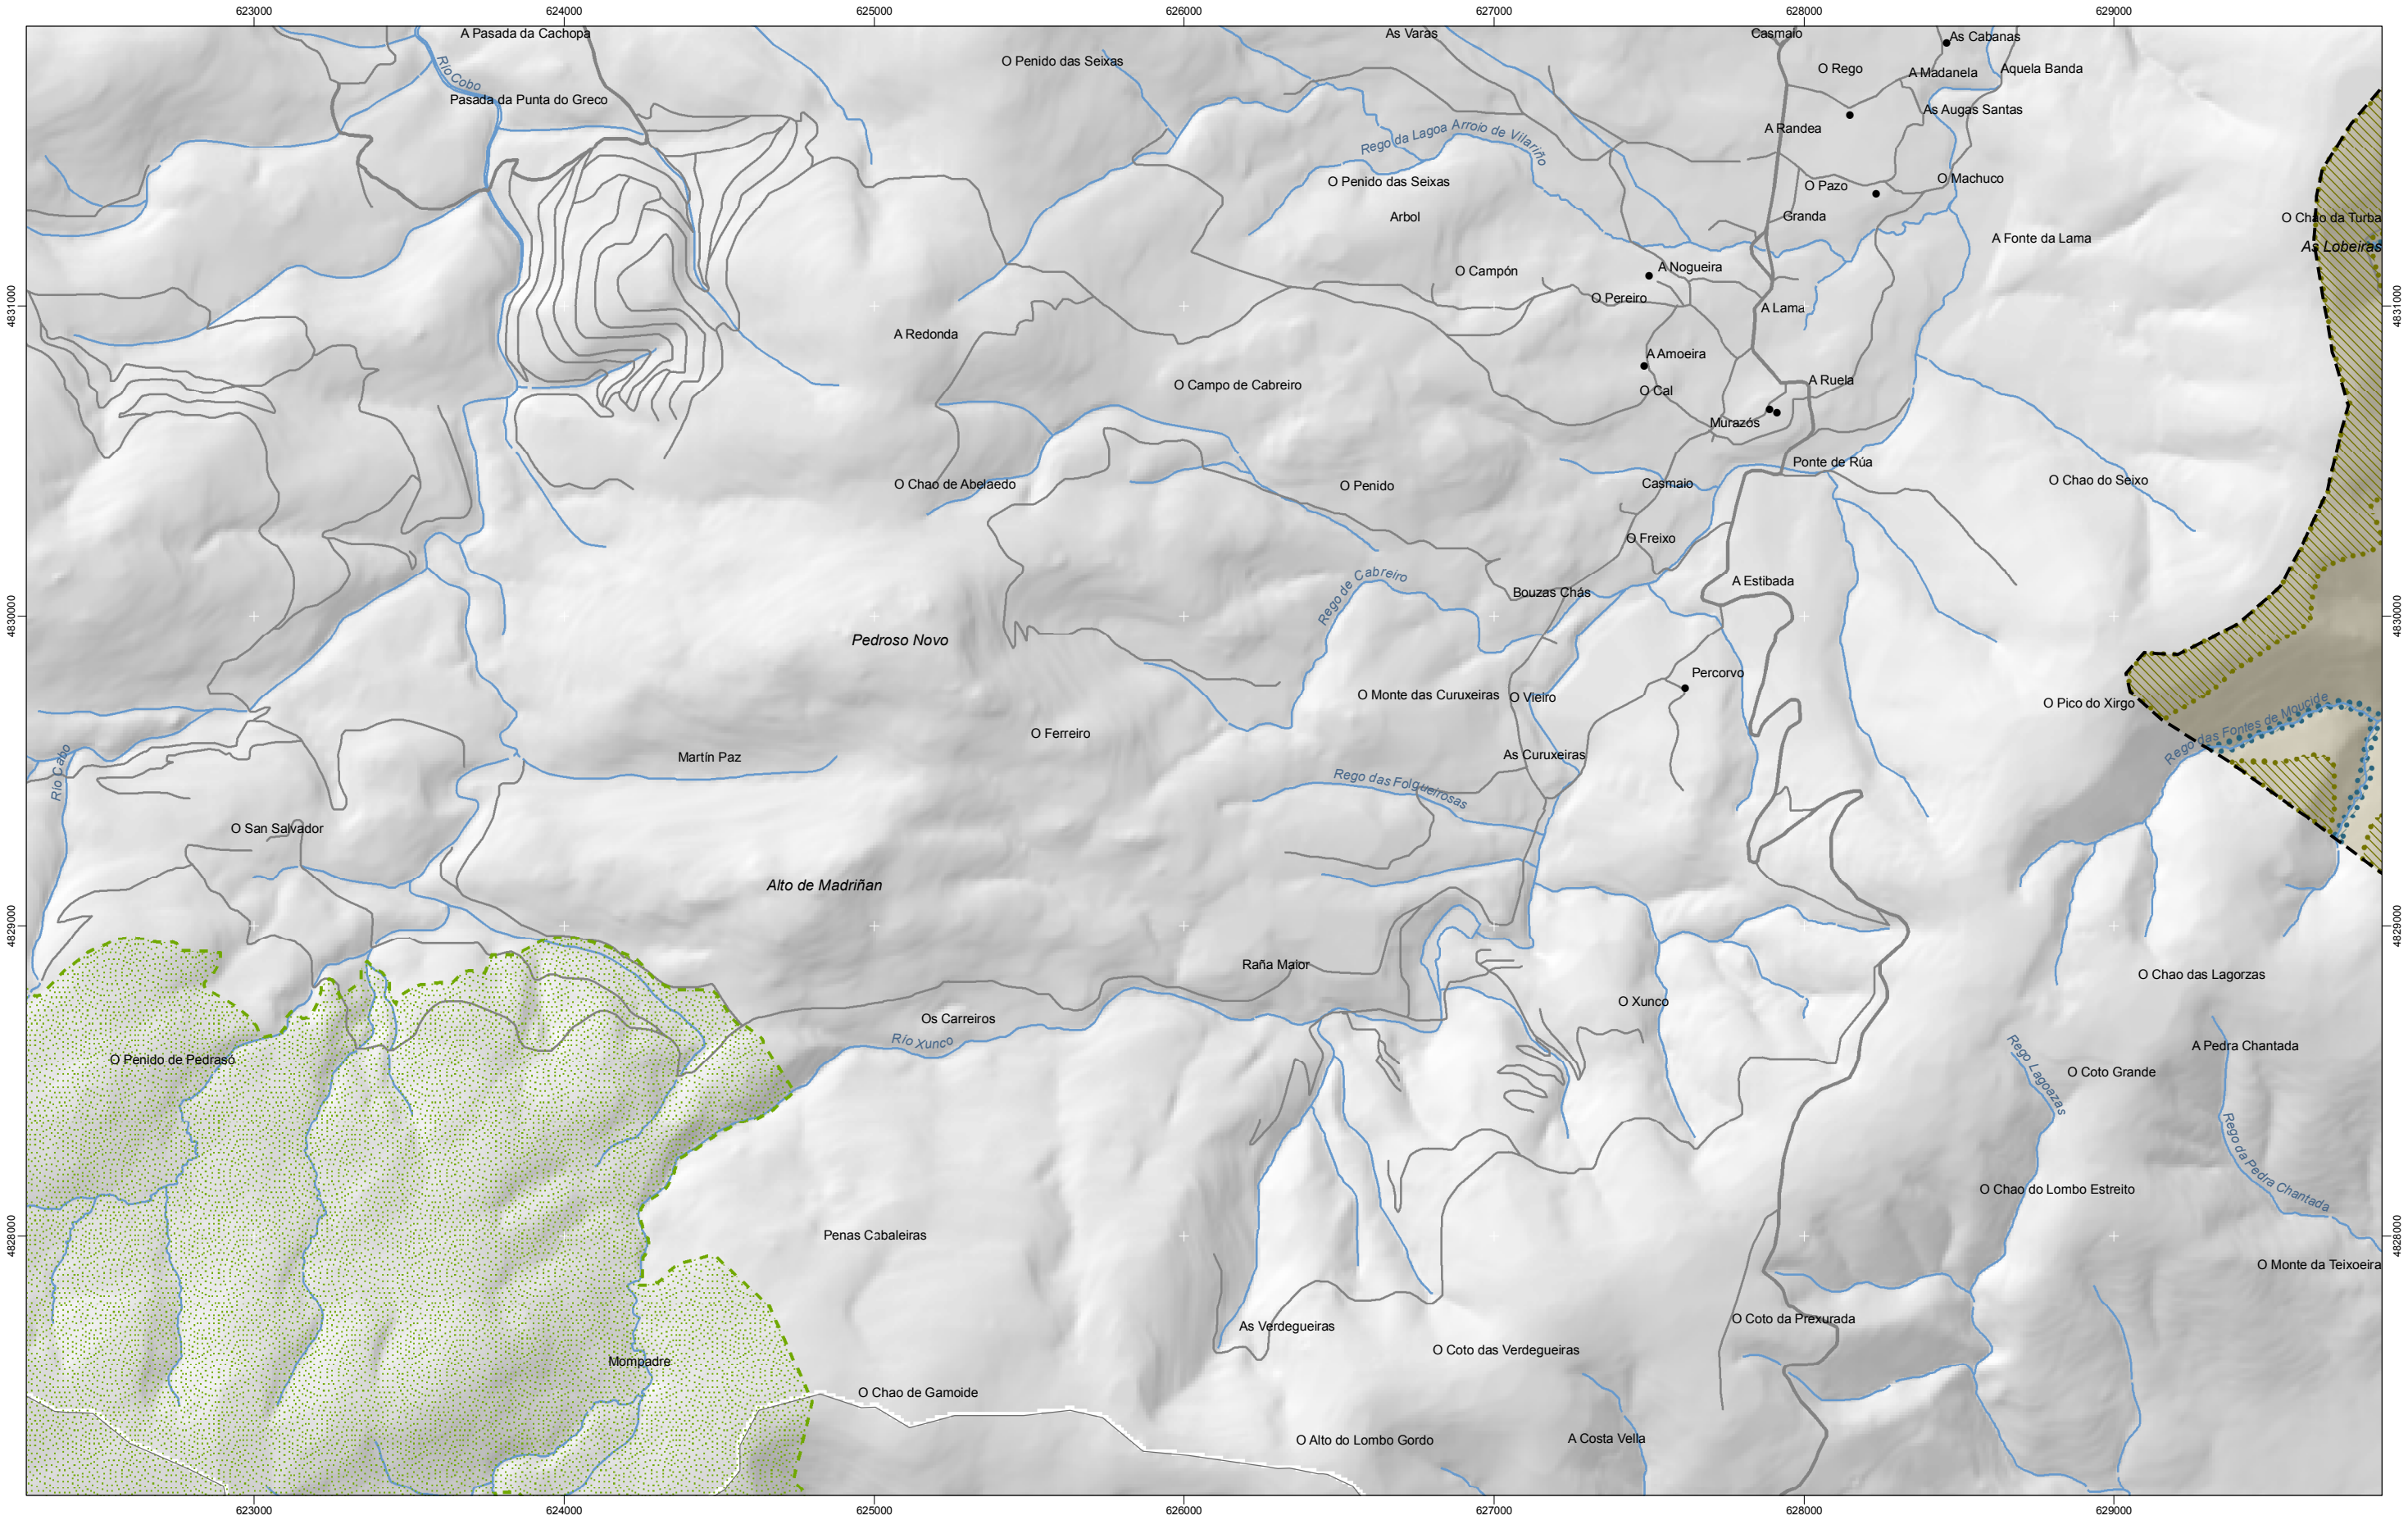 623000 624000 625000 626000 627000 628000 629000
A Pasada da Cachopa
As Varas
Casmaio
As Cabanas
O Penido das Seixas
O Rego
A Madanela
Aquela Banda
Río Cobo
Pasada da Punta do Greco
As Augas Santas
A Randea
Rego da Lagoa Arroio de Vilariño
O Penido das Seixas
O Pazo
O Machuco
Arbol
Granda
O Chao da Turba
A Fonte da Lama
As Lobeiras
A Nogueira
O Campón
O Pereiro
A Lama
4831000
4831000
A Redonda
A Amoeira
O Campo de Cabreiro
A Ruela
O Cal
Murazós
Ponte de Rúa
O Chao de Abelaedo
O Penido
Casmaio
O Chao do Seixo
O Freixo
Rego de Cabreiro
A Estibada
Bouzas Chás
4830000
4830000
Pedroso Novo
Percorvo
O Monte das Curuxeiras
O Vieiro
O Pico do Xirgo
Rego das Fontes de Moucide
O Ferreiro
Martín Paz
As Curuxeiras
Río Cabo
Rego das Folgueirosas
O San Salvador
Alto de Madriñan
4829000
4829000
Raña Maior
O Chao das Lagorzas
O Xunco
Os Carreiros
Río Xunco
A Pedra Chantada
O Penido de Pedraso
O Coto Grande
Rego Lagoazas
Rego da Pedra Chantada
O Chao do Lombo Estreito
Penas Cabaleiras
4828000
4828000
O Monte da Teixoeira
O Coto da Prexurada
As Verdegueiras
O Coto das Verdegueiras
Mompadre
O Chao de Gamoide
O Alto do Lombo Gordo
A Costa Vella
623000 624000 625000 626000 627000 628000 629000